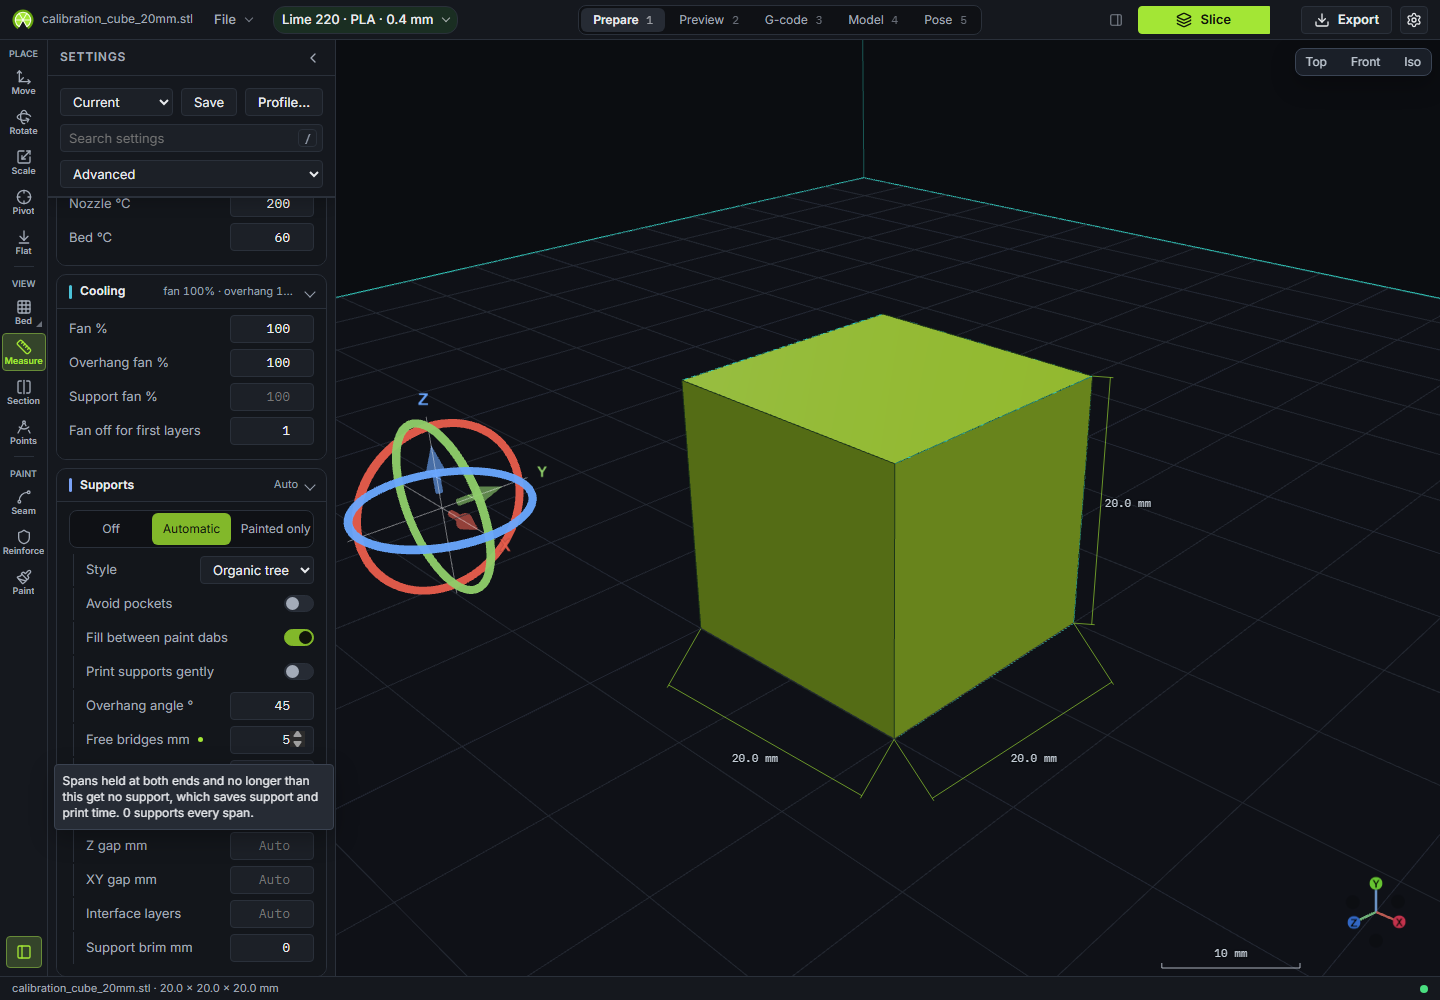 calibration_cube_20mm.stl
File
Lime 220 · PLA · 0.4 mm
Prepare 1
Preview 2
G-code 3
Model 4
Pose 5
Slice
Export
PLACE
Move
Rotate
Scale
Pivot
Flat
VIEW
Bed
Measure
Section
Points
PAINT
Seam
Reinforce
Paint
SETTINGS
Current
Save
Profile...
Search settings /
Advanced
Nozzle °C 200
Bed °C 60
Cooling fan 100% · overhang 1...
Fan % 100
Overhang fan % 100
Support fan % 100
Fan off for first layers 1
Supports Auto
Off
Automatic
Painted only
Style Organic tree
Avoid pockets
Fill between paint dabs
Print supports gently
Overhang angle ° 45
Free bridges mm 5
Spans held at both ends and no longer than
this get no support, which saves support and
print time. 0 supports every span.
Z gap mm Auto
XY gap mm Auto
Interface layers Auto
Support brim mm 0
Top
Front
Iso
Z
Y
X
20.0 mm
20.0 mm
20.0 mm
Y
Z
X
10 mm
calibration_cube_20mm.stl · 20.0 × 20.0 × 20.0 mm